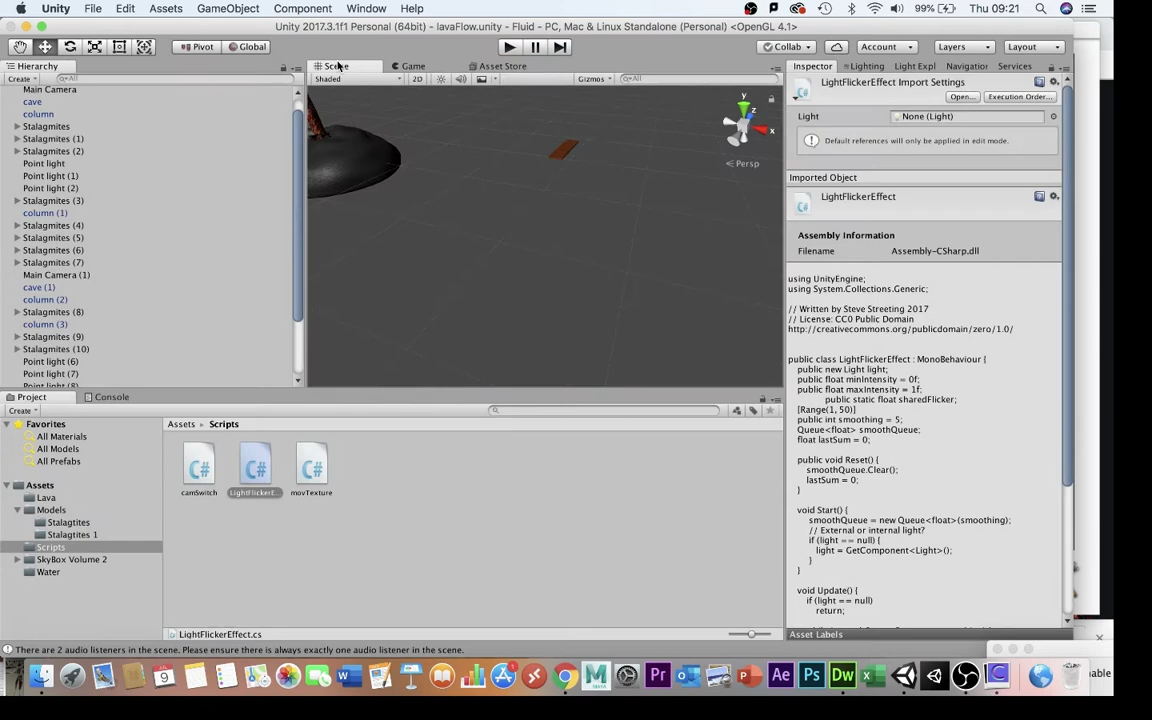 Unity File Edit Assets GameObject Component Window Help 99% Thu 09:21
Unity 2017.3.1f1 Personal (64bit) - lavaFlow.unity - Fluid - PC, Mac & Linux Standalone (Personal) <OpenGL 4.1>
Pivot Global Collab Account Layers Layout
Hierarchy Scene Game Asset Store Inspector Lighting Light Expl Navigation Services
Create All Shaded 2D Gizmos All
Main Camera
cave
column
Stalagmites
Stalagmites (1)
Stalagmites (2)
Point light
Point light (1)
Point light (2)
Stalagmites (3)
column (1)
Stalagmites (4)
Stalagmites (5)
Stalagmites (6)
Stalagmites (7)
Main Camera (1)
cave (1)
column (2)
Stalagmites (8)
column (3)
Stalagmites (9)
Stalagmites (10)
Point light (6)
Point light (7)
Point light (8)
y
z
x
Persp
LightFlickerEffect Import Settings
Open... Execution Order...
Light None (Light)
Default references will only be applied in edit mode.
Imported Object
LightFlickerEffect
Assembly Information
Filename Assembly-CSharp.dll
using UnityEngine;
using System.Collections.Generic;
// Written by Steve Streeting 2017
// License: CC0 Public Domain
http://creativecommons.org/publicdomain/zero/1.0/
public class LightFlickerEffect : MonoBehaviour {
public new Light light;
public float minIntensity = 0f;
public float maxIntensity = 1f;
public static float sharedFlicker;
[Range(1, 50)]
public int smoothing = 5;
Queue<float> smoothQueue;
float lastSum = 0;
public void Reset() {
smoothQueue.Clear();
lastSum = 0;
}
void Start() {
smoothQueue = new Queue<float>(smoothing);
// External or internal light?
if (light == null) {
light = GetComponent<Light>();
}
}
void Update() {
if (light == null)
return;
Asset Labels
Project Console
Create
Favorites
All Materials
All Models
All Prefabs
Assets
Lava
Models
Stalagtites
Stalagtites 1
Scripts
SkyBox Volume 2
Water
Assets Scripts
C# C# C#
camSwitch LightFlickerE... movTexture
LightFlickerEffect.cs
There are 2 audio listeners in the scene. Please ensure there is always exactly one audio listener in the scene.
9 W A M Pr P Ae Ps Dw C
nable